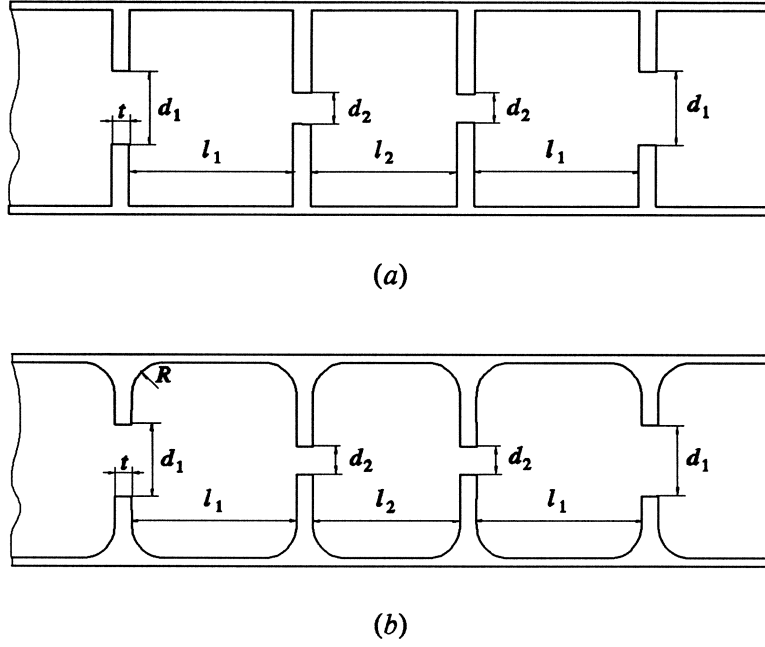 t d₁ d₂ d₂ d₁
l₁ l₂ l₁
(a)
R
t d₁ d₂ d₂ d₁
l₁ l₂ l₁
(b)